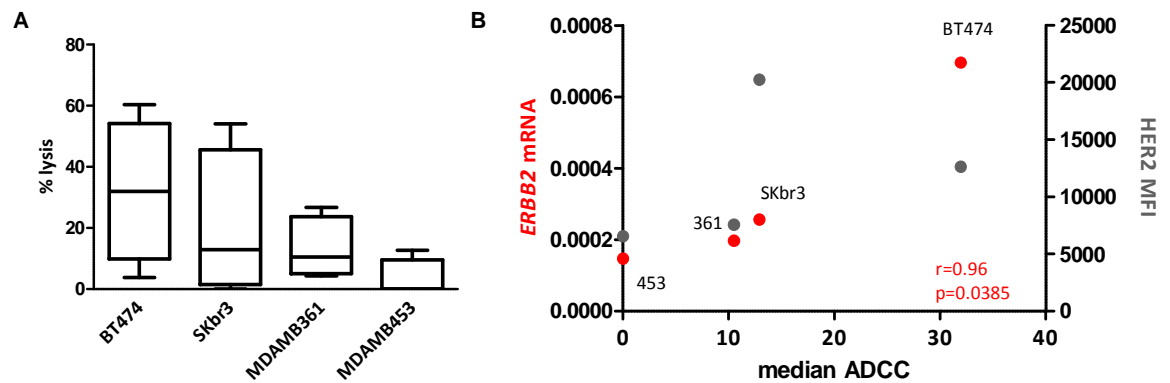 A
80
60
40
20
0
% lysis
BT474
SKbr3
MDAMB361
MDAMB453
B
0.0008
0.0006
0.0004
0.0002
0.0000
ERBB2 mRNA
BT474
SKbr3
361
453
r=0.96
p=0.0385
25000
20000
15000
10000
5000
0
HER2 MFI
0 10 20 30 40
median ADCC